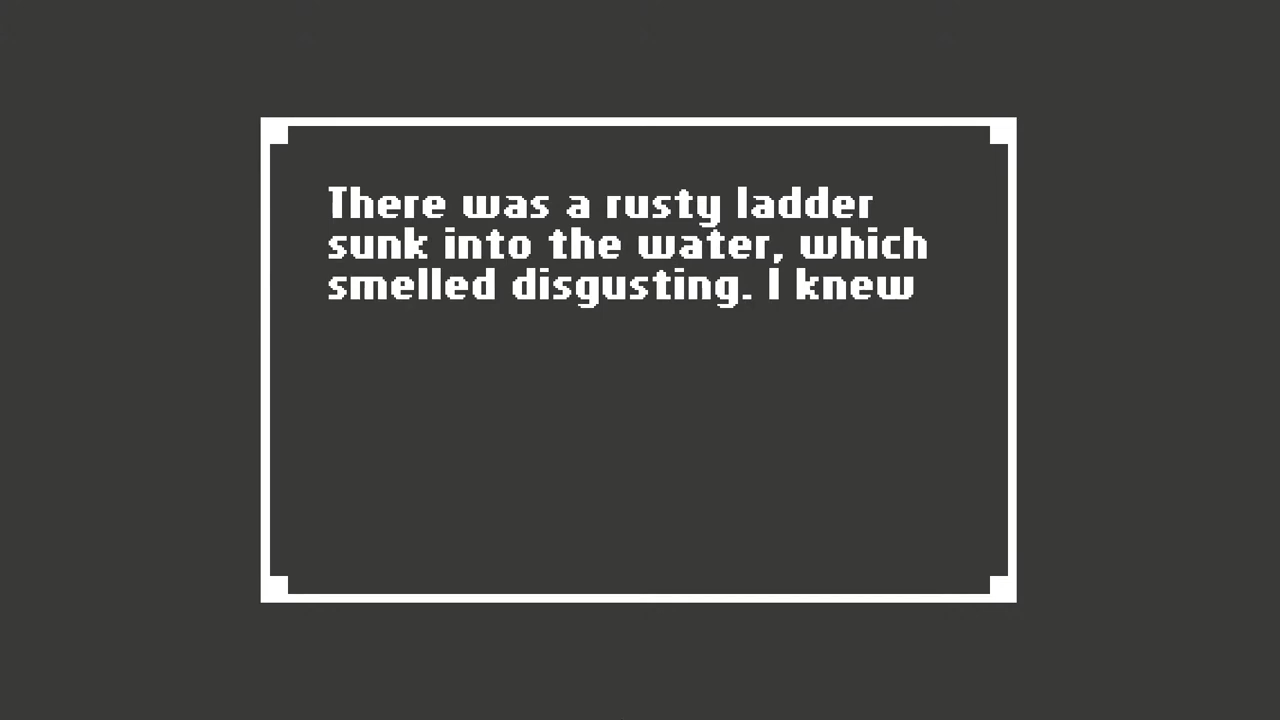 There was a rusty ladder
sunk into the water, which
smelled disgusting. I knew